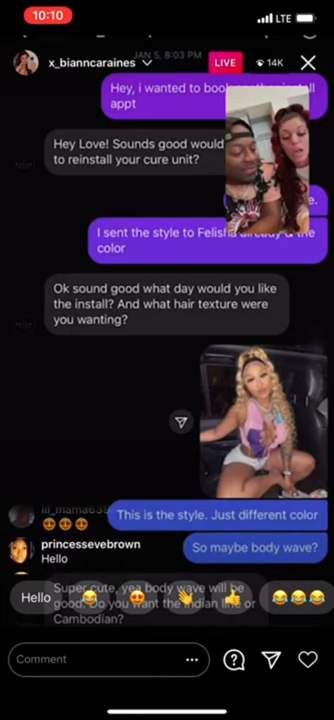 10:10
LTE
x_bianncaraines
JAN 5, 8:03 PM
LIVE
14K
Hey, i wanted to
appt
Hey Love! Sounds good would
to reinstall your cure unit?
e.
I sent the style to Felisha already & the
color
Ok sound good what day would you like
the install? And what hair texture were
you wanting?
This is the style. Just different color
princessevebrown
Hello
So maybe body wave?
Super cute, yea body wave will be
good. Do you want the Indian line or
Cambodian?
Hello
Comment